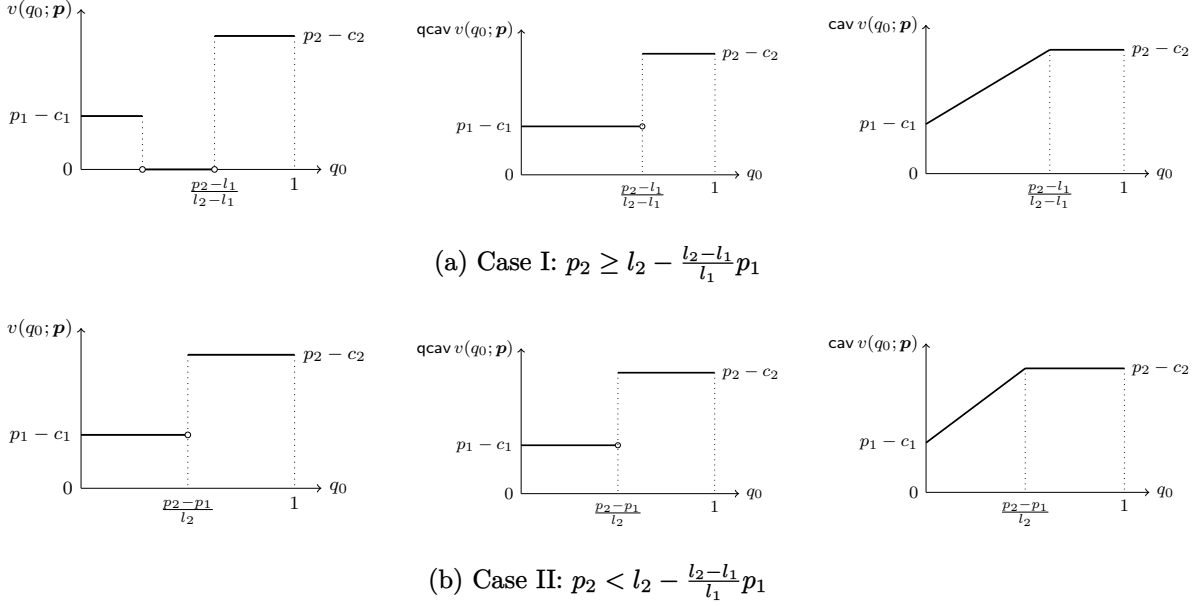 v(q₀; p)
p₂ − c₂
p₁ − c₁
0
(p₂−l₁)/(l₂−l₁)
1
q₀
qcav v(q₀; p)
p₂ − c₂
p₁ − c₁
0
(p₂−l₁)/(l₂−l₁)
1
q₀
cav v(q₀; p)
p₂ − c₂
p₁ − c₁
0
(p₂−l₁)/(l₂−l₁)
1
q₀
(a) Case I: p₂ ≥ l₂ − (l₂−l₁)/l₁ p₁
v(q₀; p)
p₂ − c₂
p₁ − c₁
0
(p₂−p₁)/l₂
1
q₀
qcav v(q₀; p)
p₂ − c₂
p₁ − c₁
0
(p₂−p₁)/l₂
1
q₀
cav v(q₀; p)
p₂ − c₂
p₁ − c₁
0
(p₂−p₁)/l₂
1
q₀
(b) Case II: p₂ < l₂ − (l₂−l₁)/l₁ p₁